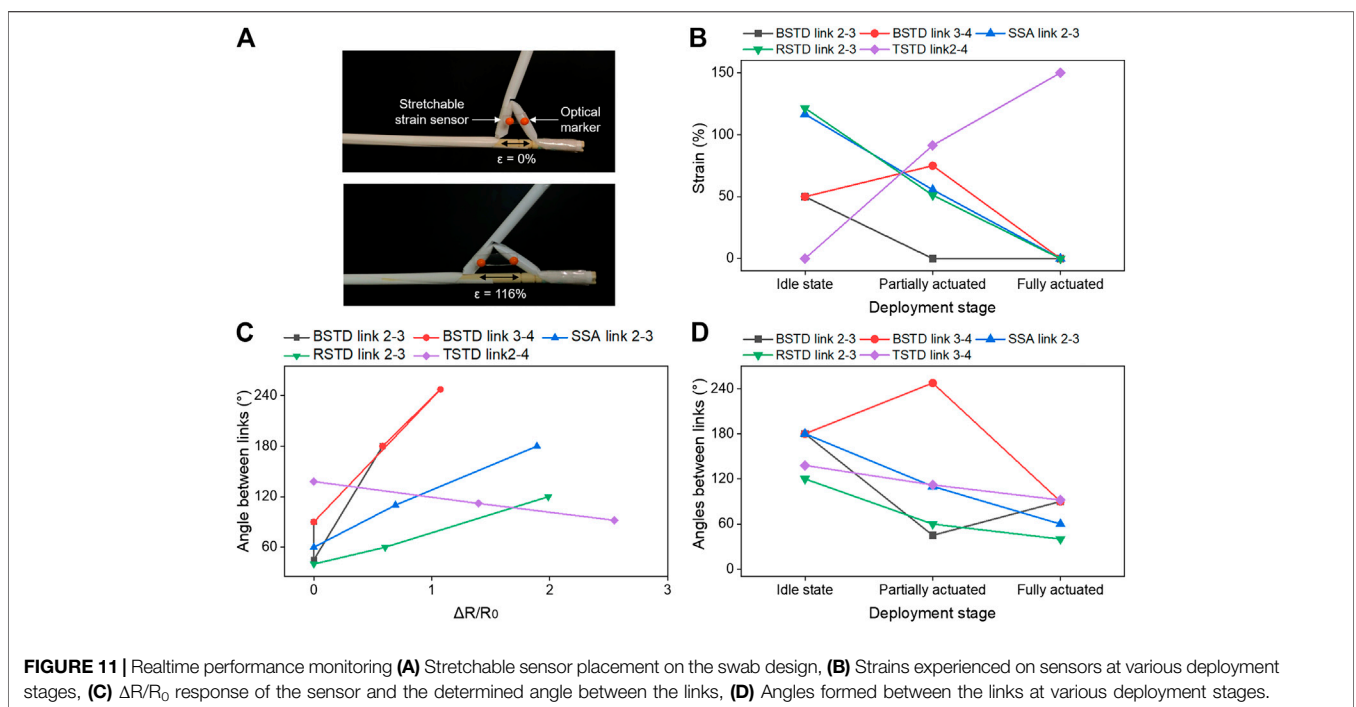 A
Stretchable
strain sensor
Optical
marker
ε = 0%
ε = 116%
B
BSTD link 2-3 BSTD link 3-4 SSA link 2-3
RSTD link 2-3 TSTD link2-4
Strain (%)
150
100
50
0
Idle state Partially actuated Fully actuated
Deployment stage
C
BSTD link 2-3 BSTD link 3-4 SSA link 2-3
RSTD link 2-3 TSTD link2-4
Angle between links (°)
240
180
120
60
0 1 2 3
ΔR/R0
D
BSTD link 2-3 BSTD link 3-4 SSA link 2-3
RSTD link 2-3 TSTD link 3-4
Angles between links (°)
240
180
120
60
0
Idle state Partially actuated Fully actuated
Deployment stage
FIGURE 11 | Realtime performance monitoring (A) Stretchable sensor placement on the swab design, (B) Strains experienced on sensors at various deployment
stages, (C) ΔR/R0 response of the sensor and the determined angle between the links, (D) Angles formed between the links at various deployment stages.